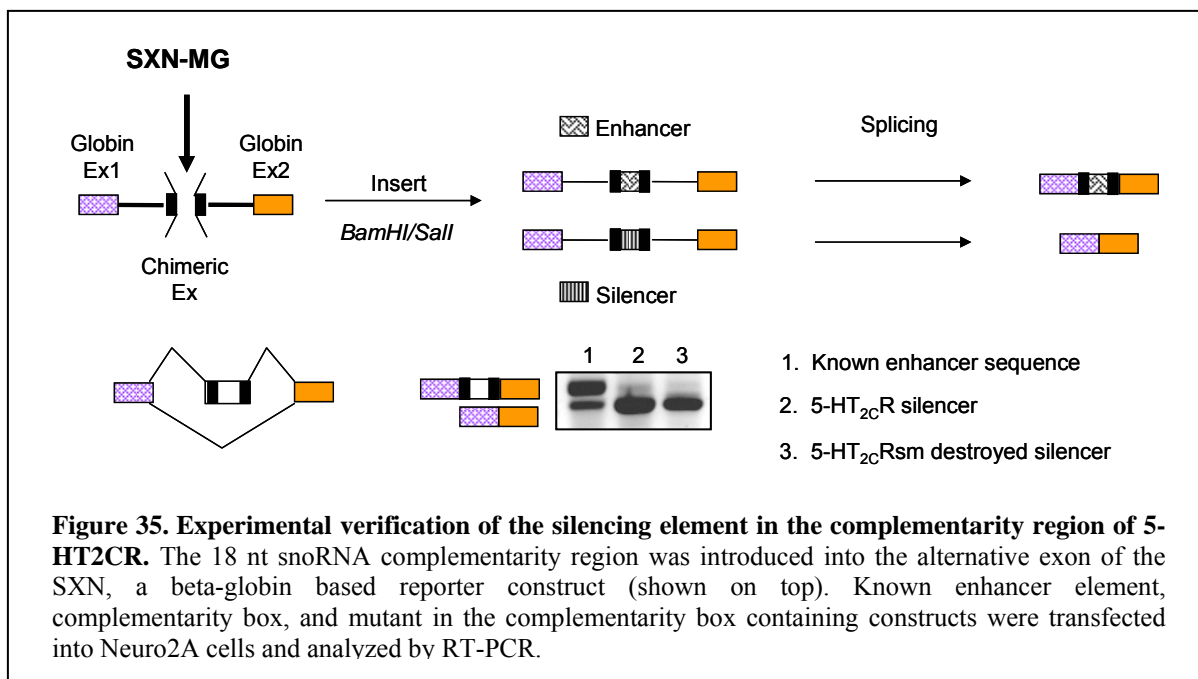 SXN-MG
Globin
Ex1
Globin
Ex2
Chimeric
Ex
Insert
BamHI/SalI
Enhancer
Silencer
Splicing
1 2 3
1. Known enhancer sequence
2. 5-HT2CR silencer
3. 5-HT2CRsm destroyed silencer
Figure 35. Experimental verification of the silencing element in the complementarity region of 5-
HT2CR. The 18 nt snoRNA complementarity region was introduced into the alternative exon of the
SXN, a beta-globin based reporter construct (shown on top). Known enhancer element,
complementarity box, and mutant in the complementarity box containing constructs were transfected
into Neuro2A cells and analyzed by RT-PCR.